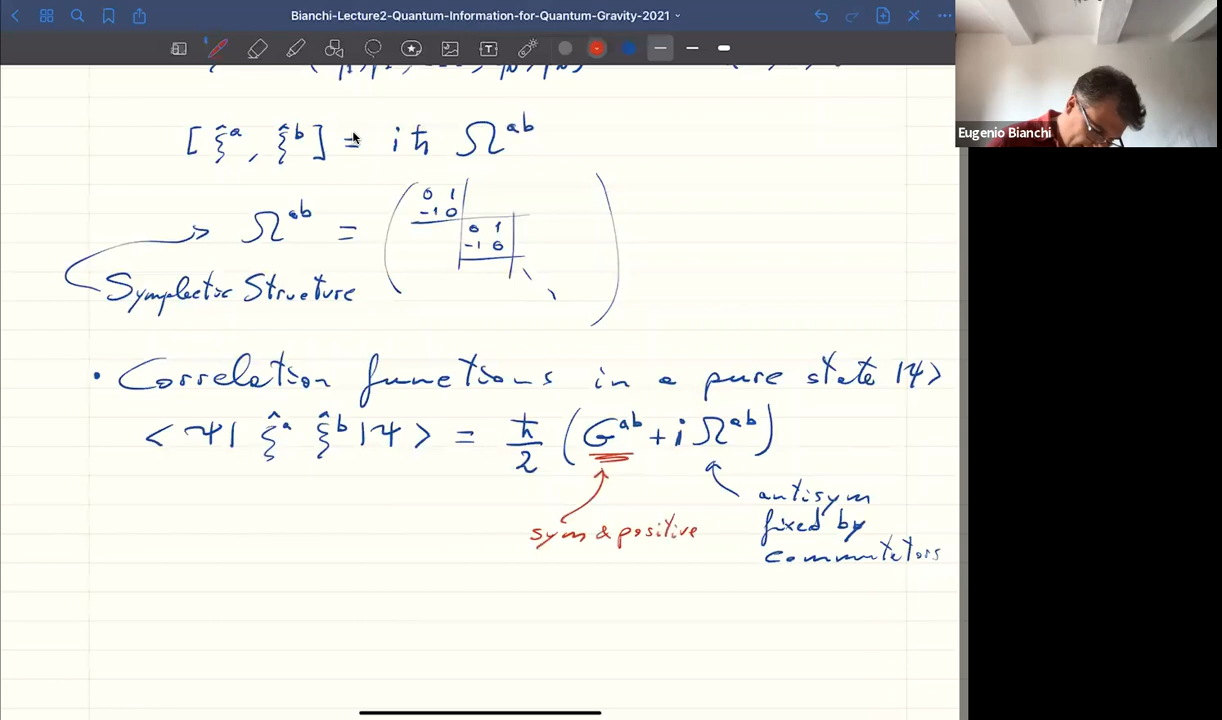 Bianchi-Lecture2-Quantum-Information-for-Quantum-Gravity-2021
Eugenio Bianchi
[ξ̂ᵃ, ξ̂ᵇ] = iħ Ωᵃᵇ
Ωᵃᵇ = ( 0 1
-1 0
0 1
-1 0 )
Symplectic Structure
• Correlation functions in a pure state |ψ>
<ψ| ξ̂ᵃ ξ̂ᵇ |ψ> = ħ/2 (Gᵃᵇ + i Ωᵃᵇ)
sym & positive
antisym
fixed by
commutators